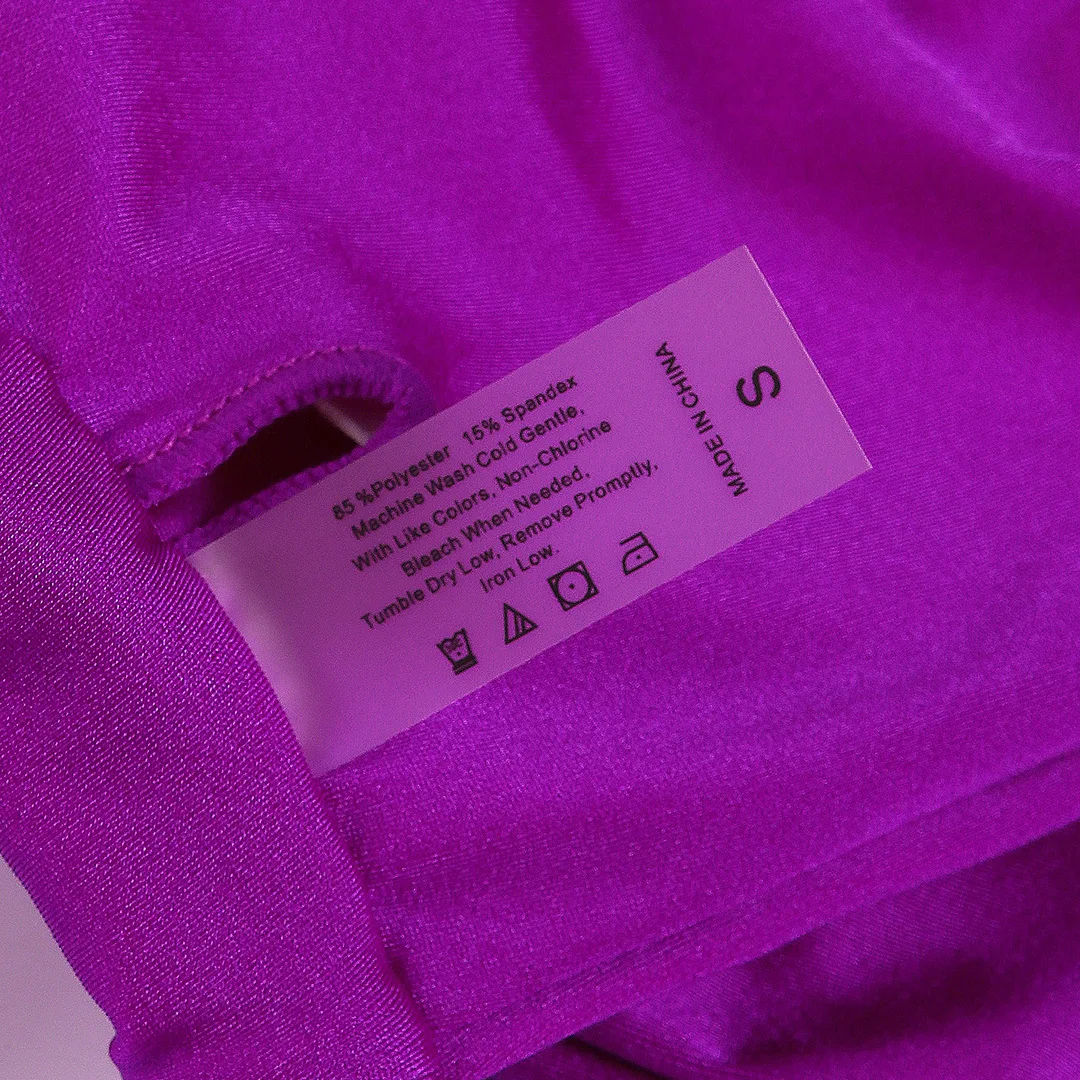 85 %Polyester 15% Spandex
Machine Wash Cold Gentle,
With Like Colors, Non-Chlorine
Bleach When Needed,
Tumble Dry Low, Remove Promptly,
Iron Low.
MADE IN CHINA
S